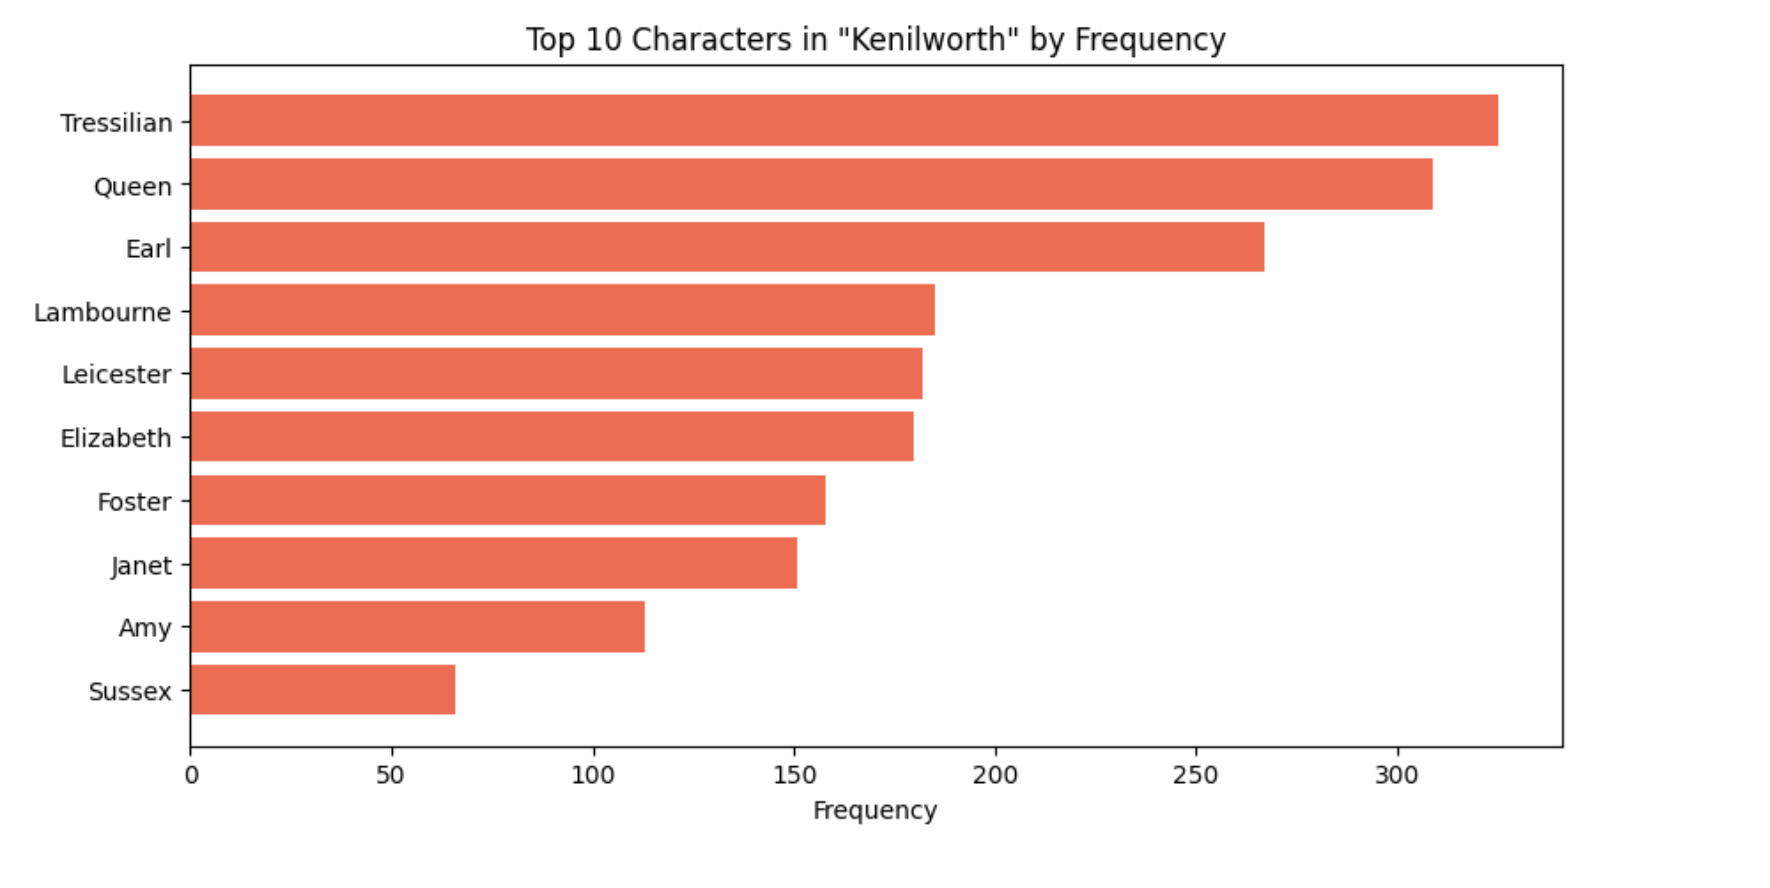 Top 10 Characters in "Kenilworth" by Frequency
Tressilian
Queen
Earl
Lambourne
Leicester
Elizabeth
Foster
Janet
Amy
Sussex
0 50 100 150 200 250 300
Frequency